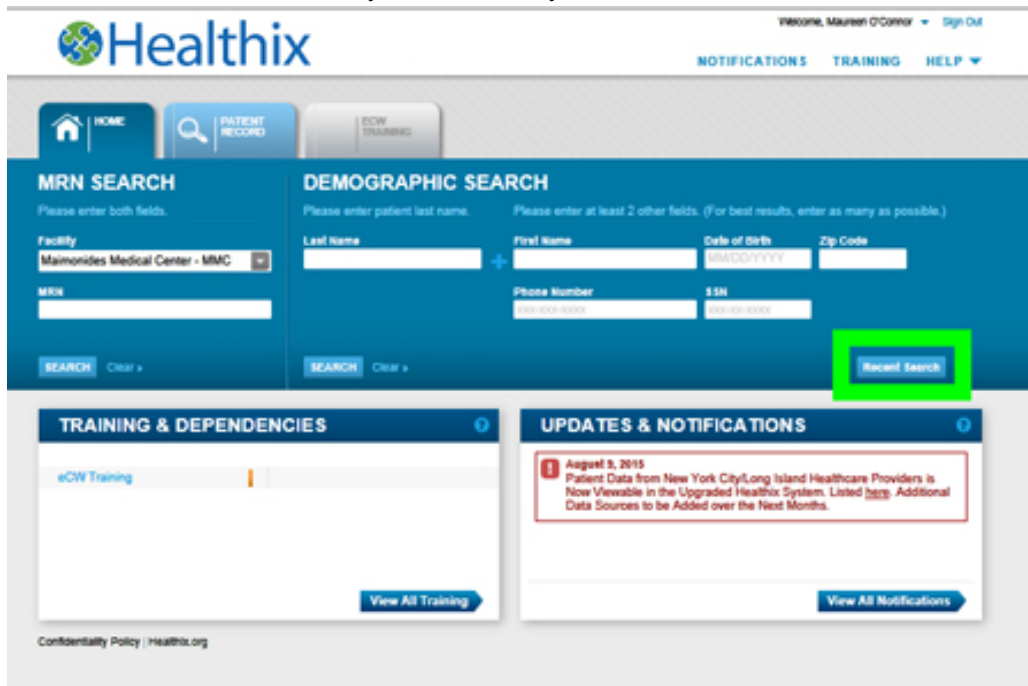 Healthix
Welcome, Maureen O'Connor Sign Out
NOTIFICATIONS TRAINING HELP
HOME
PATIENT RECORD
ECW TRAINING
MRN SEARCH
Please enter both fields.
Facility
Maimonides Medical Center - MMC
MRN
SEARCH Clear
DEMOGRAPHIC SEARCH
Please enter patient last name. Please enter at least 2 other fields. (For best results, enter as many as possible.)
Last Name + First Name Date of Birth Zip Code
MM/DD/YYYY
Phone Number SSN
xxx-xxx-xxxx xxx-xx-xxxx
SEARCH Clear
Recent Search
TRAINING & DEPENDENCIES ?
eCW Training
View All Training
UPDATES & NOTIFICATIONS ?
August 5, 2015
Patient Data from New York City/Long Island Healthcare Providers is
Now Viewable in the Upgraded Healthix System. Listed here. Additional
Data Sources to be Added over the Next Months.
View All Notifications
Confidentiality Policy | Healthix.org